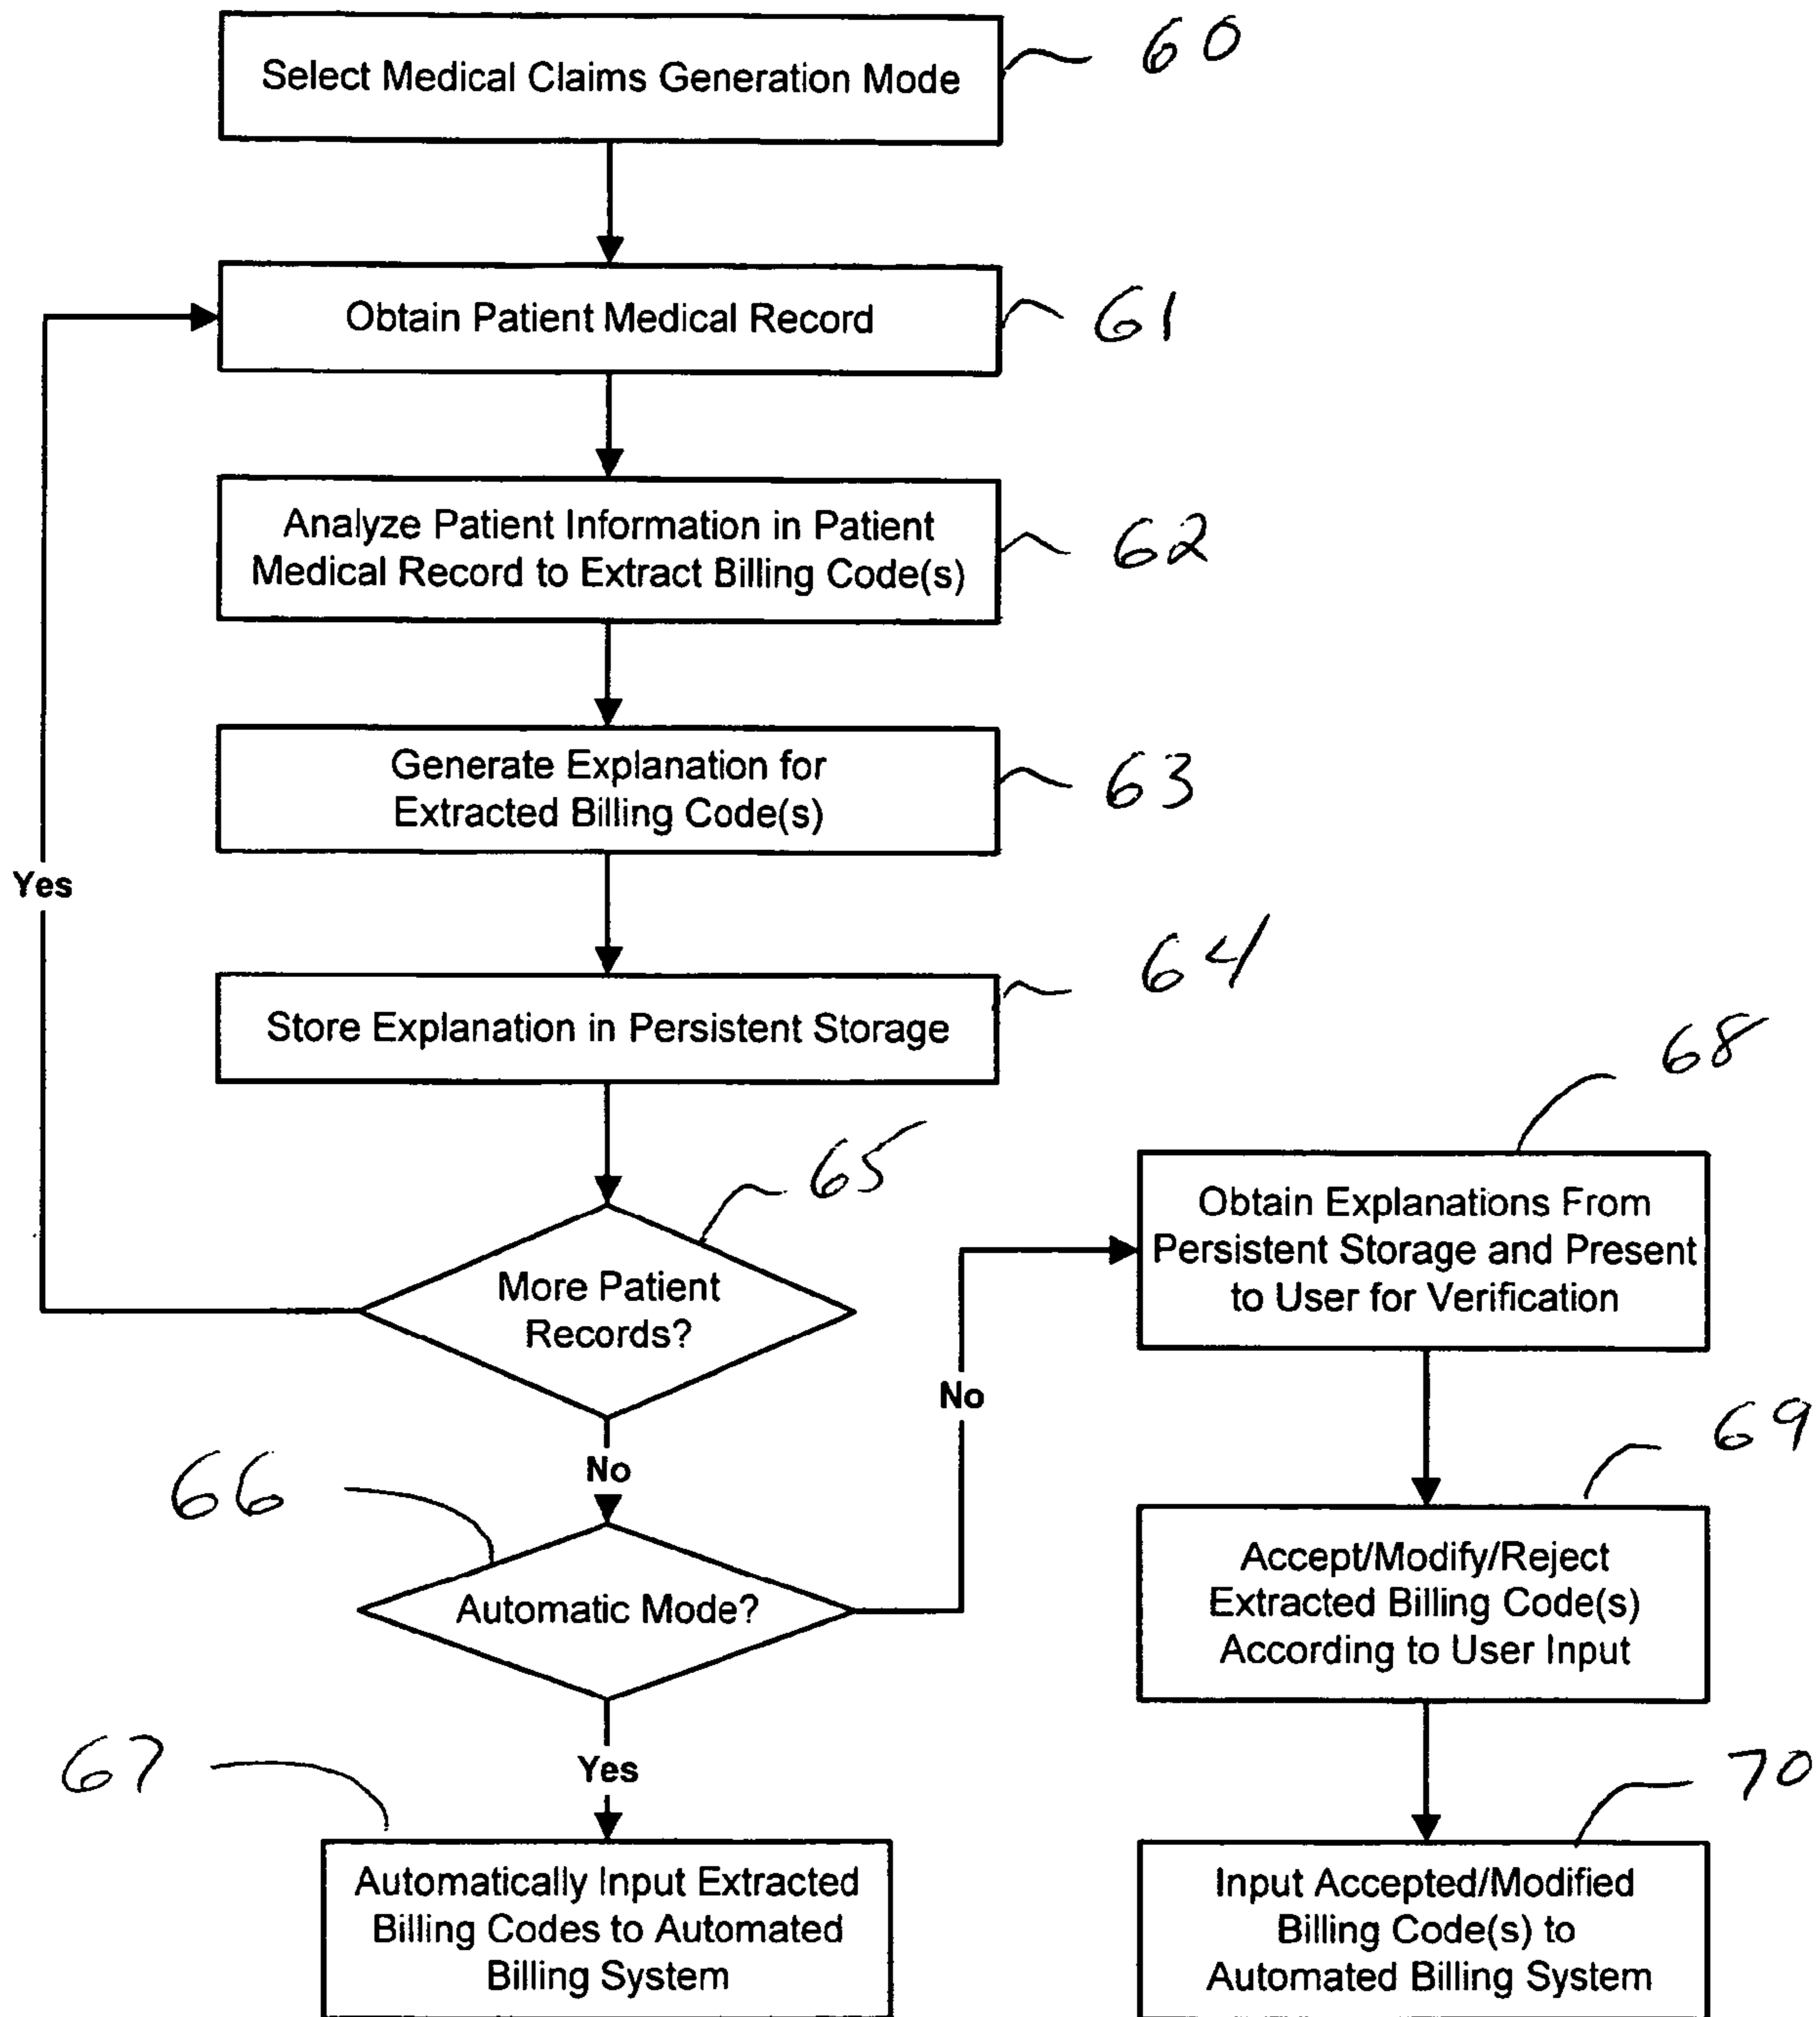 Select Medical Claims Generation Mode
60
Obtain Patient Medical Record
61
Analyze Patient Information in Patient
Medical Record to Extract Billing Code(s)
62
Generate Explanation for
Extracted Billing Code(s)
63
Yes
Store Explanation in Persistent Storage
64
More Patient
Records?
65
No
Automatic Mode?
66
No
Yes
Automatically Input Extracted
Billing Codes to Automated
Billing System
67
Obtain Explanations From
Persistent Storage and Present
to User for Verification
68
Accept/Modify/Reject
Extracted Billing Code(s)
According to User Input
69
Input Accepted/Modified
Billing Code(s) to
Automated Billing System
70